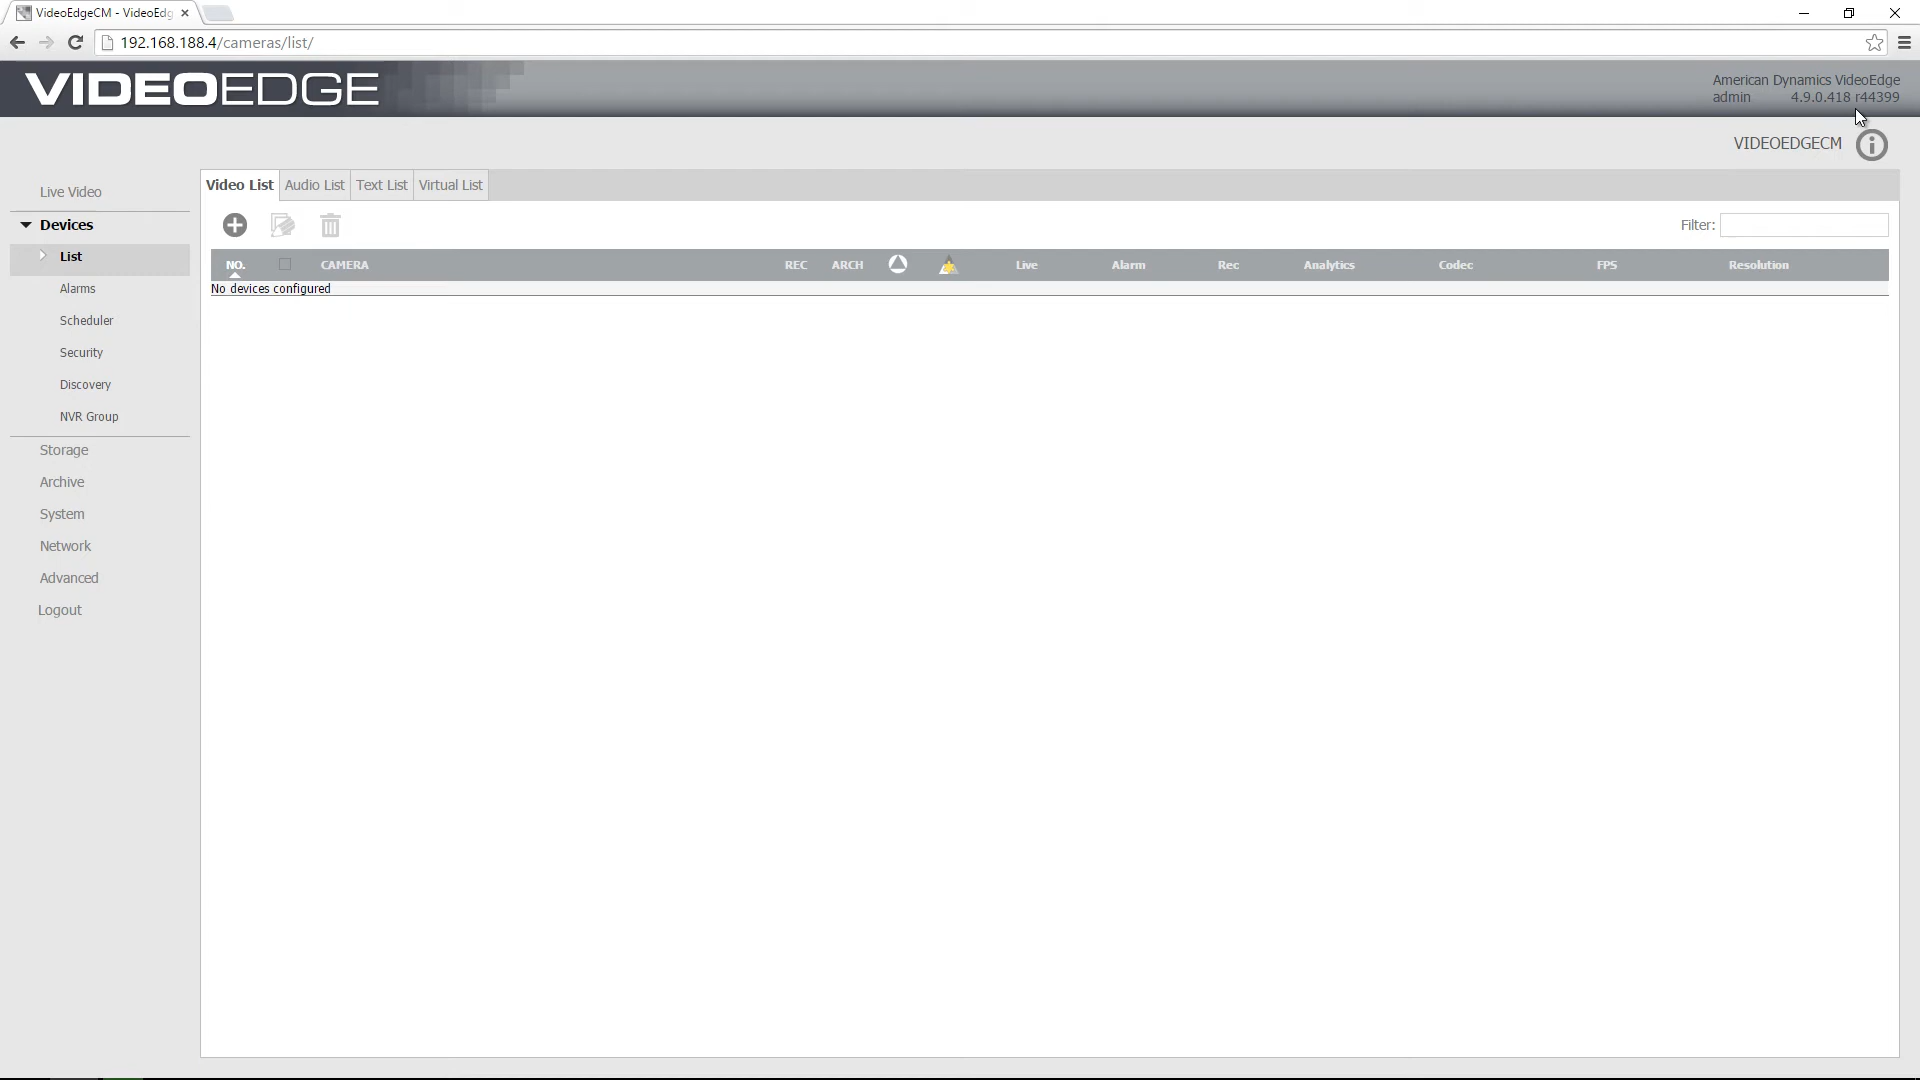 VideoEdgeCM - VideoEdg
192.168.188.4/cameras/list/
VIDEOEDGE
American Dynamics VideoEdge
admin 4.9.0.418 r44399
VIDEOEDGECM
Live Video
Devices
List
Alarms
Scheduler
Security
Discovery
NVR Group
Storage
Archive
System
Network
Advanced
Logout
Video List Audio List Text List Virtual List
Filter:
NO. CAMERA REC ARCH Live Alarm Rec Analytics Codec FPS Resolution
No devices configured